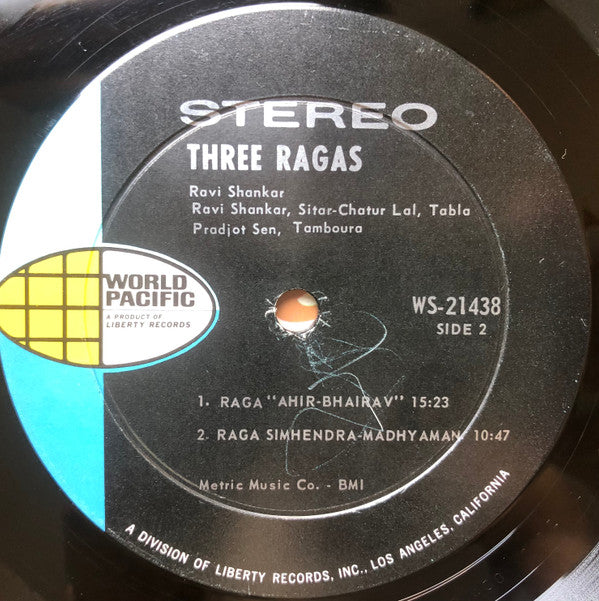 STEREO
THREE RAGAS
Ravi Shankar
Ravi Shankar, Sitar-Chatur Lal, Tabla
Pradjot Sen, Tamboura
WORLD
PACIFIC
A PRODUCT OF
LIBERTY RECORDS
WS-21438
SIDE 2
1. RAGA "AHIR-BHAIRAV" 15:23
2. RAGA SIMHENDRA-MADHYAMAN 10:47
Metric Music Co. - BMI
A DIVISION OF LIBERTY RECORDS, INC., LOS ANGELES, CALIFORNIA